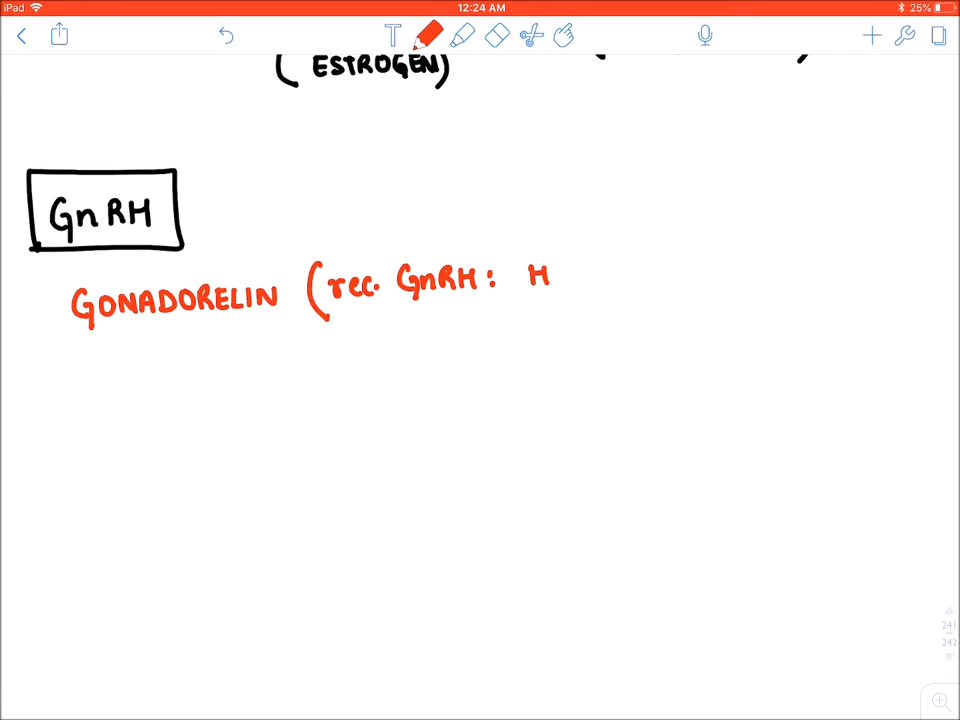 iPad 12:24 AM 25%
T
( ESTROGEN)
GnRH
GONADORELIN (rec. GnRH: H
241
242